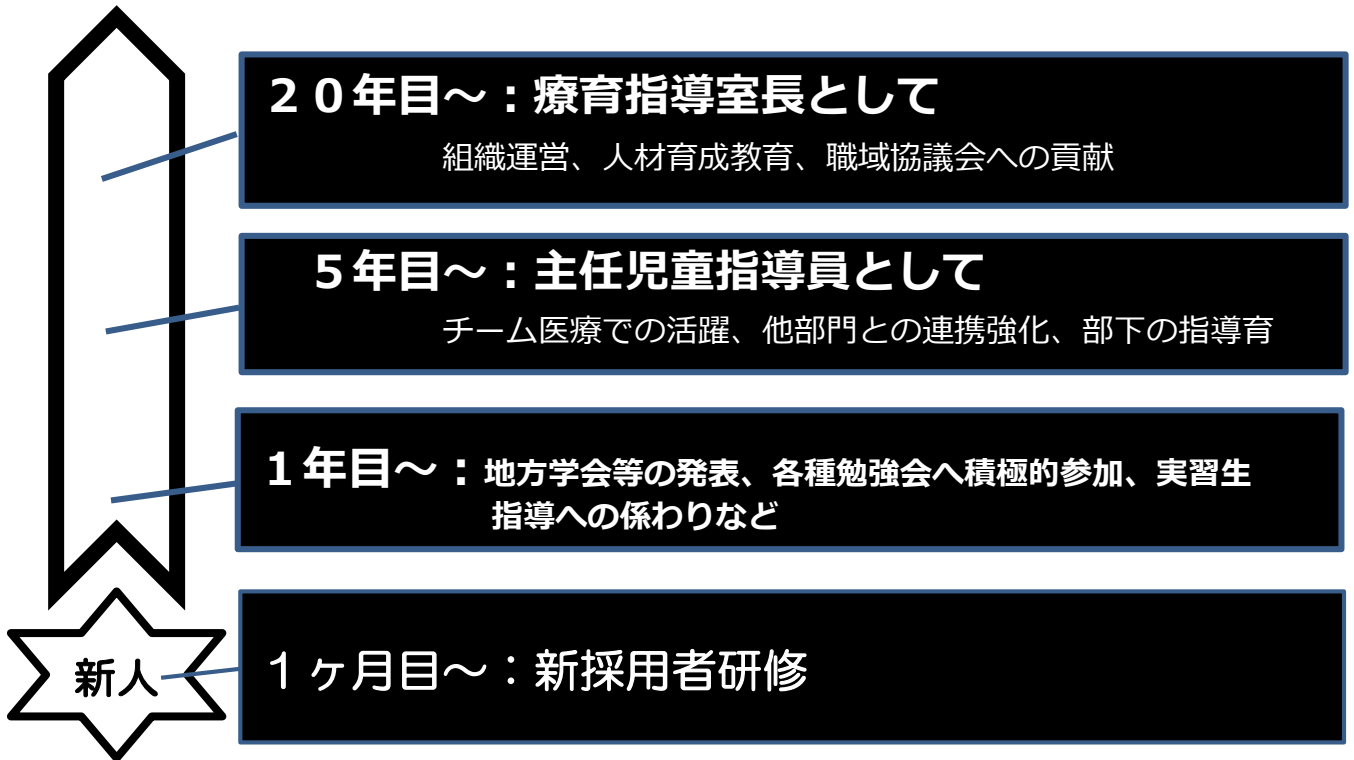 ２０年目～：療育指導室長として
組織運営、人材育成教育、職域協議会への貢献
５年目～：主任児童指導員として
チーム医療での活躍、他部門との連携強化、部下の指導育
１年目～：地方学会等の発表、各種勉強会へ積極的参加、実習生
指導への係わりなど
新人
１ヶ月目～：新採用者研修